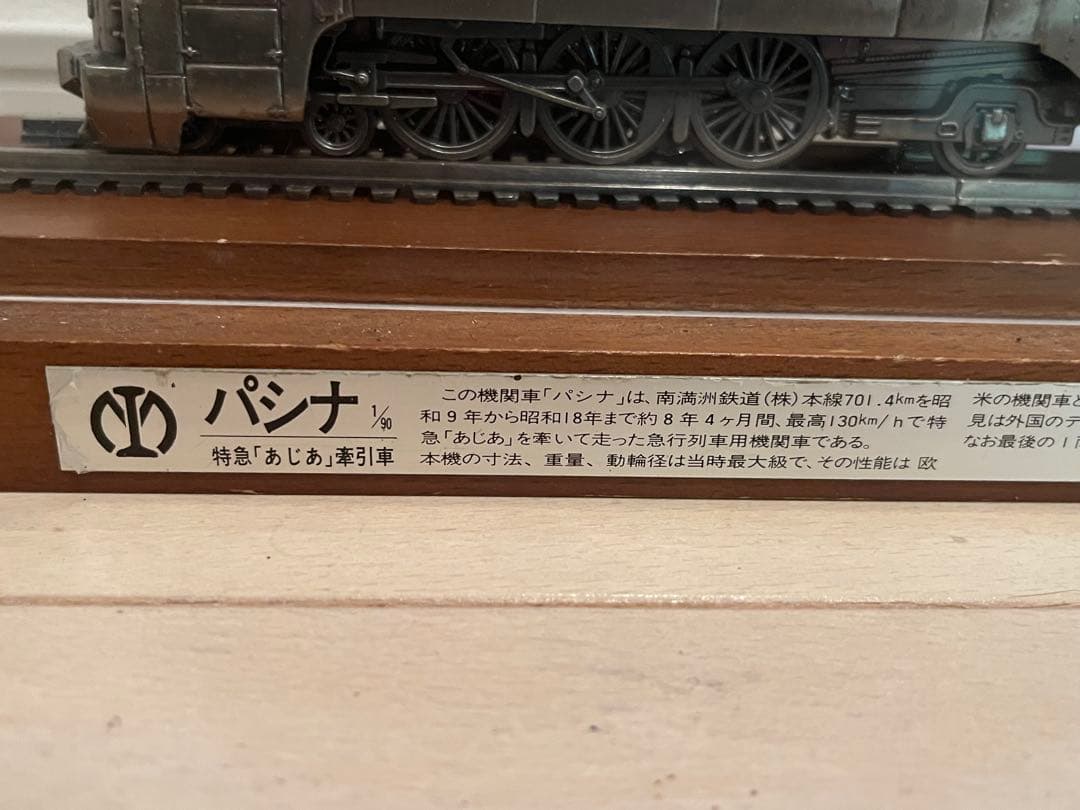 パシナ 1/90
特急「あじあ」牽引車
この機関車「パシナ」は、南満洲鉄道(株)本線701.4kmを昭
和9年から昭和18年まで約8年4ヶ月間、最高130km/hで特
急「あじあ」を牽いて走った急行列車用機関車である。
本機の寸法、重量、動輪径は当時最大級で、その性能は 欧
米の機関車と
見は外国のデ
なお最後の1両